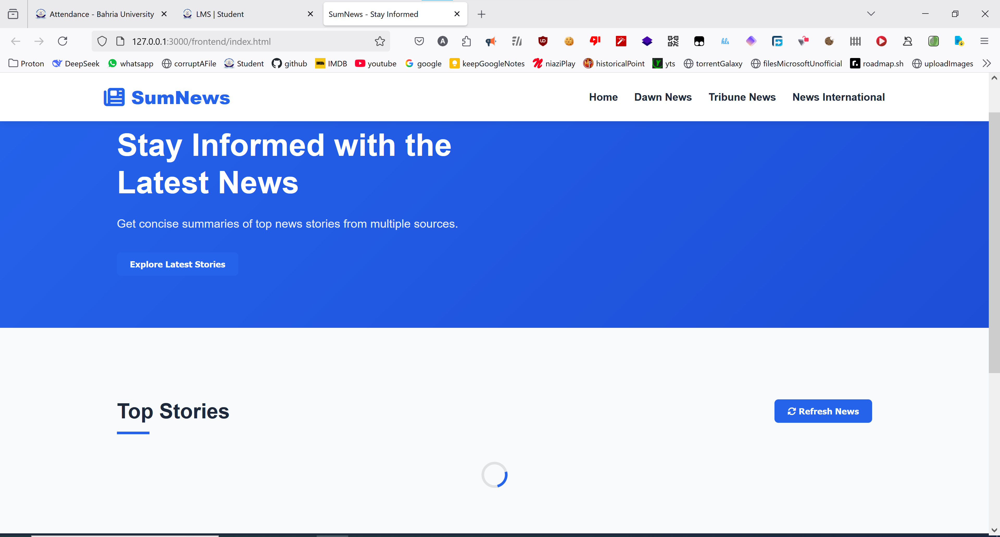 Attendance - Bahria University
LMS | Student
SumNews - Stay Informed
127.0.0.1:3000/frontend/index.html
Proton
DeepSeek
whatsapp
corruptAFile
Student
github
IMDB
youtube
google
keepGoogleNotes
niaziPlay
historicalPoint
yts
torrentGalaxy
filesMicrosoftUnofficial
roadmap.sh
uploadImages
SumNews
Home
Dawn News
Tribune News
News International
Stay Informed with the
Latest News
Get concise summaries of top news stories from multiple sources.
Explore Latest Stories
Top Stories
Refresh News